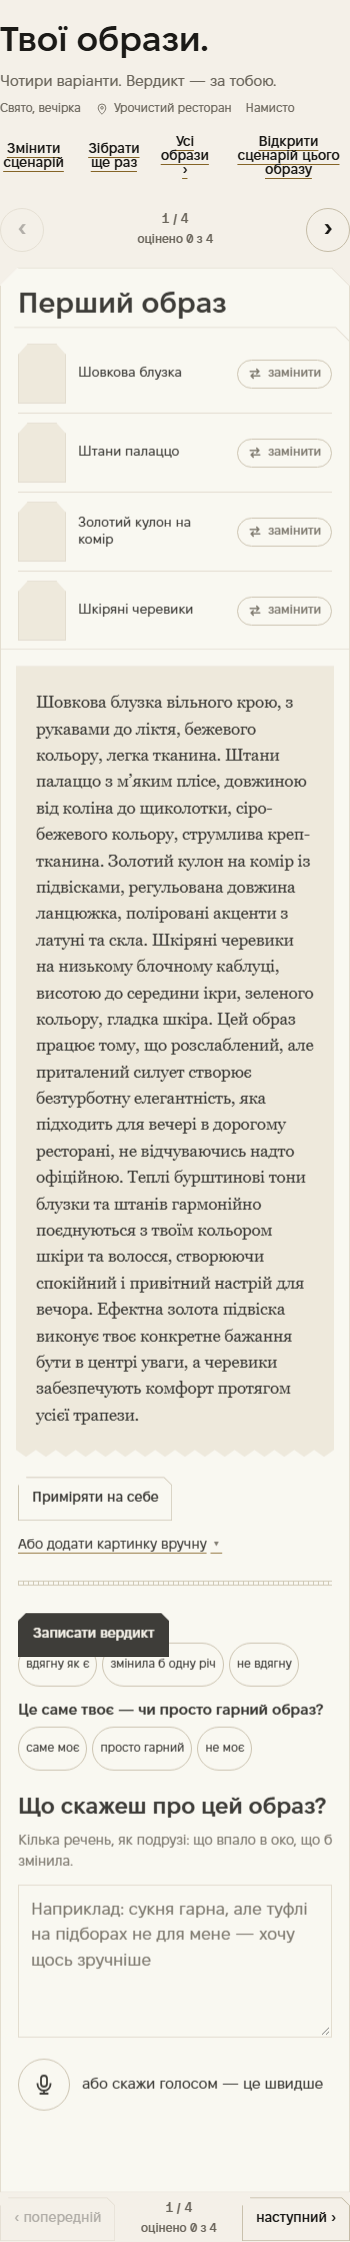 Твої образи.
Чотири варіанти. Вердикт — за тобою.
Свято, вечірка Урочистий ресторан Намисто
Змінити
сценарій
Зібрати
ще раз
Усі
образи
›
Відкрити
сценарій цього
образу
‹
1 / 4
оцінено 0 з 4
›
Перший образ
Шовкова блузка
замінити
Штани палаццо
замінити
Золотий кулон на
комір
замінити
Шкіряні черевики
замінити
Шовкова блузка вільного крою, з
рукавами до ліктя, бежевого
кольору, легка тканина. Штани
палаццо з м’яким плісе, довжиною
від коліна до щиколотки, сіро-
бежевого кольору, струмлива креп-
тканина. Золотий кулон на комір із
підвісками, регульована довжина
ланцюжка, поліровані акценти з
латуні та скла. Шкіряні черевики
на низькому блочному каблуці,
висотою до середини ікри, зеленого
кольору, гладка шкіра. Цей образ
працює тому, що розслаблений, але
приталений силует створює
безтурботну елегантність, яка
підходить для вечері в дорогому
ресторані, не відчуваючись надто
офіційною. Теплі бурштинові тони
блузки та штанів гармонійно
поєднуються з твоїм кольором
шкіри та волосся, створюючи
спокійний і привітний настрій для
вечора. Ефектна золота підвіска
виконує твоє конкретне бажання
бути в центрі уваги, а черевики
забезпечують комфорт протягом
усієї трапези.
Приміряти на себе
Або додати картинку вручну
Записати вердикт
вдягну як є
змінила б одну річ
не вдягну
Це саме твоє — чи просто гарний образ?
саме моє
просто гарний
не моє
Що скажеш про цей образ?
Кілька речень, як подрузі: що впало в око, що б
змінила.
Наприклад: сукня гарна, але туфлі
на підборах не для мене — хочу
щось зручніше
або скажи голосом — це швидше
‹ попередній
1 / 4
оцінено 0 з 4
наступний ›